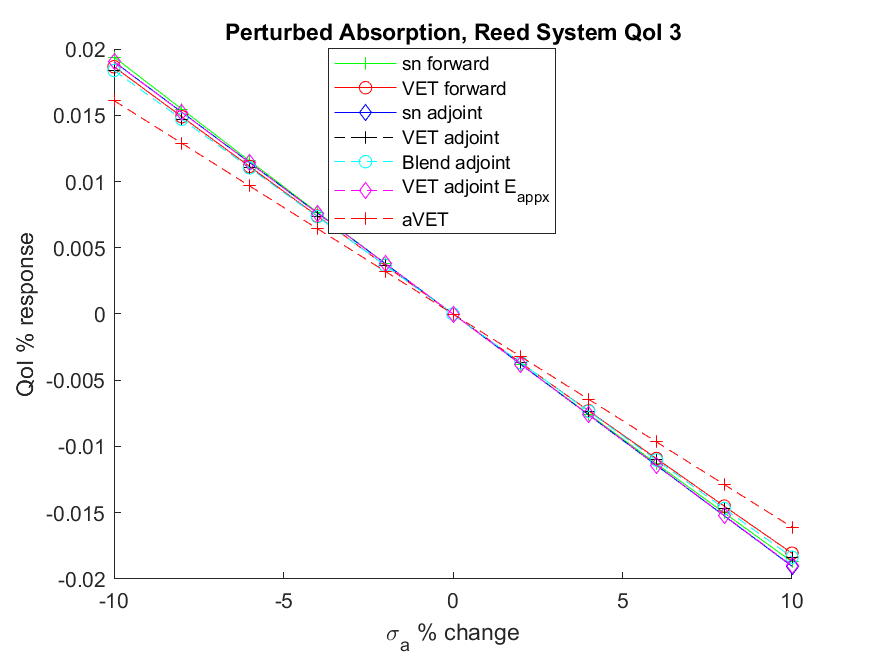 Perturbed Absorption, Reed System QoI 3
sn forward
VET forward
sn adjoint
VET adjoint
Blend adjoint
VET adjoint E_appx
aVET
0.02
0.015
0.01
0.005
0
-0.005
-0.01
-0.015
-0.02
QoI % response
-10
-5
0
5
10
σ_a % change